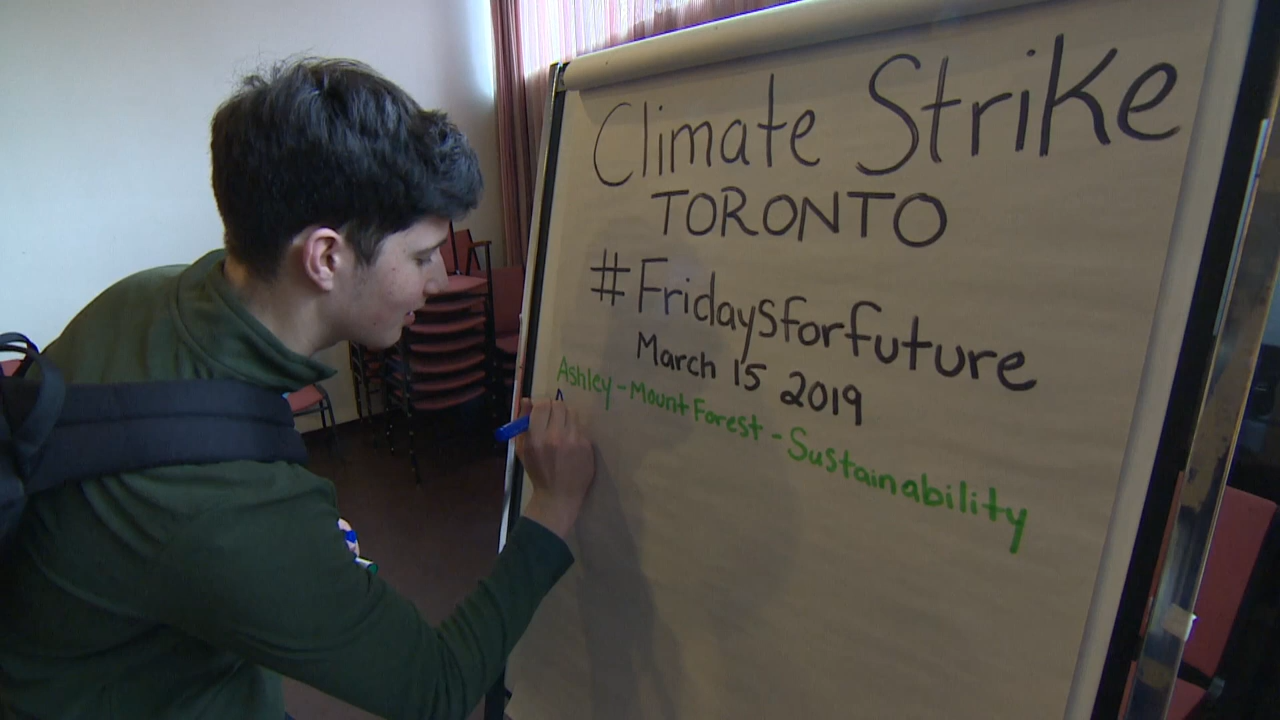 Climate Strike
TORONTO
#Fridaysforfuture
March 15 2019
Ashley - Mount Forest - Sustainability